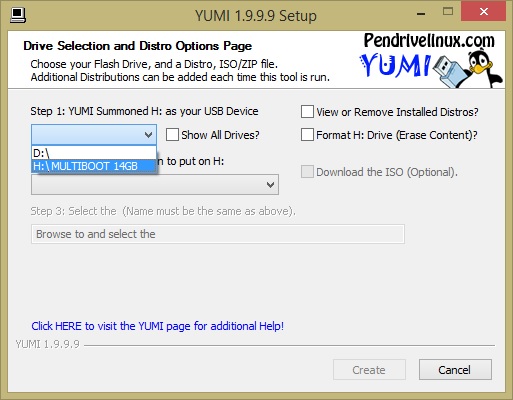 YUMI 1.9.9.9 Setup
Drive Selection and Distro Options Page
Choose your Flash Drive, and a Distro, ISO/ZIP file.
Additional Distributions can be added each time this tool is run.
Pendrivelinux.com
YUMI
Step 1: YUMI Summoned H: as your USB Device
View or Remove Installed Distros?
Show All Drives?
Format H: Drive (Erase Content)?
D:\
H:\ MULTIBOOT 14GB
to put on H:
Download the ISO (Optional).
Step 3: Select the (Name must be the same as above).
Browse to and select the
Click HERE to visit the YUMI page for additional Help!
YUMI 1.9.9.9
Create
Cancel